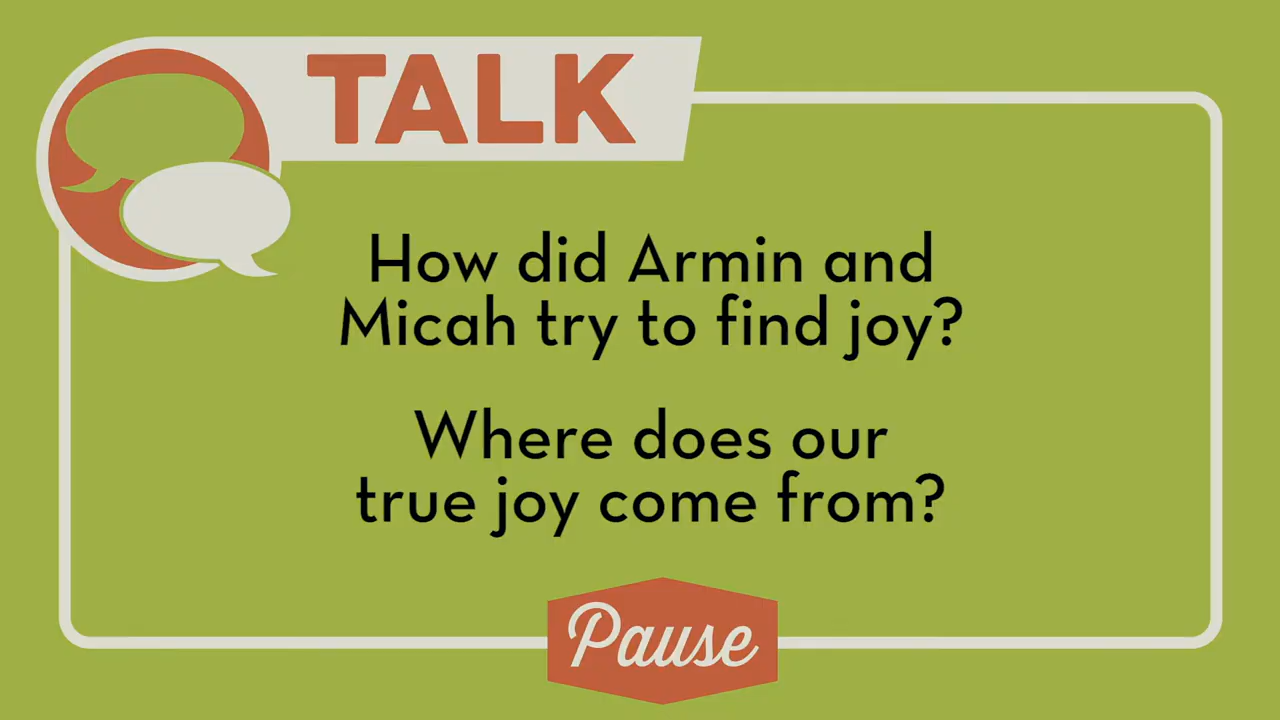 TALK
How did Armin and
Micah try to find joy?
Where does our
true joy come from?
Pause